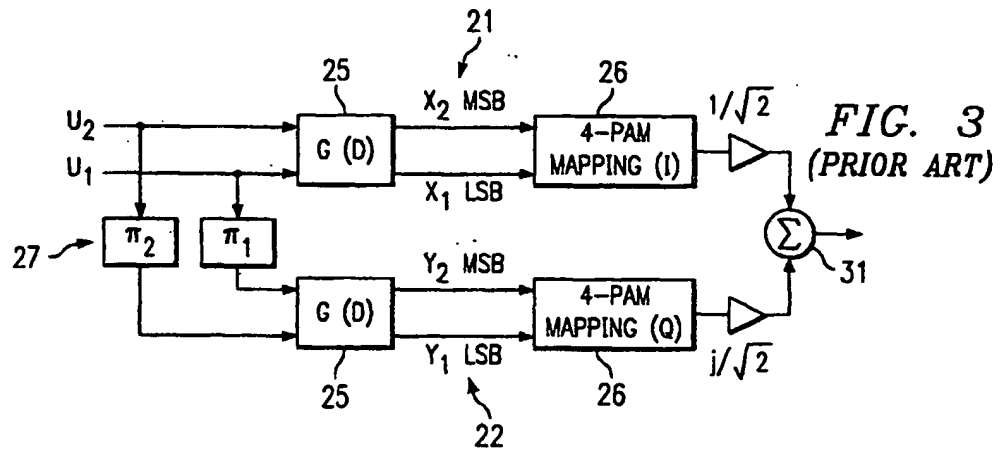 21
25
26
X2 MSB
1/√2
FIG. 3
(PRIOR ART)
U2
G (D)
4-PAM
MAPPING (I)
U1
X1 LSB
27
π2
π1
Σ
31
Y2 MSB
G (D)
4-PAM
MAPPING (Q)
Y1 LSB
j/√2
25
26
22